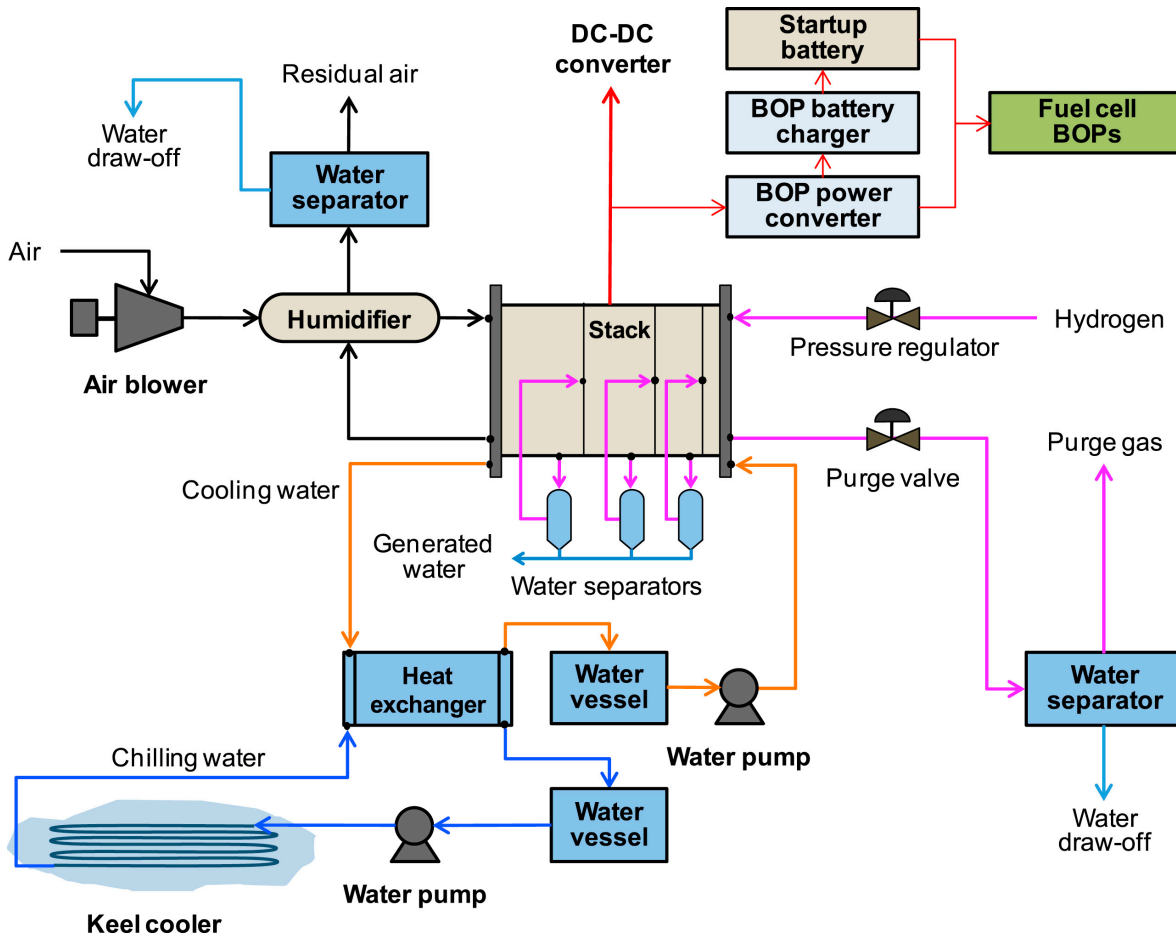 DC-DC
converter
Startup
battery
BOP battery
charger
BOP power
converter
Fuel cell
BOPs
Residual air
Water
draw-off
Water
separator
Air
Humidifier
Air blower
Stack
Hydrogen
Pressure regulator
Purge valve
Purge gas
Cooling water
Generated
water
Water separators
Heat
exchanger
Water
vessel
Water pump
Water
separator
Water
draw-off
Chilling water
Water
vessel
Water pump
Keel cooler